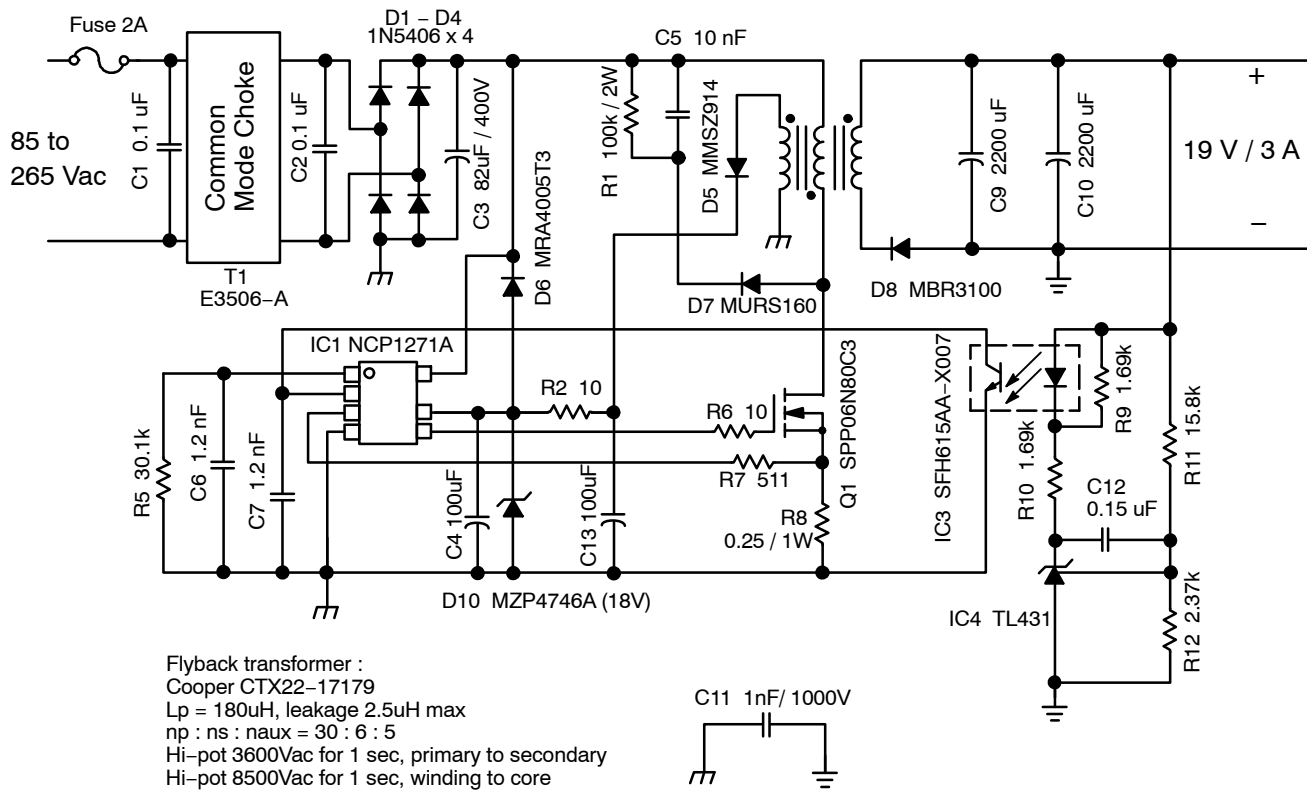 Fuse 2A
D1 – D4
1N5406 x 4
C5 10 nF
85 to
265 Vac
C1 0.1 uF
Common
Mode Choke
T1
E3506–A
C2 0.1 uF
C3 82uF / 400V
D6 MRA4005T3
R1 100k / 2W
D5 MMSZ914
D7 MURS160
D8 MBR3100
C9 2200 uF
C10 2200 uF
+
19 V / 3 A
–
IC1 NCP1271A
R2 10
R6 10
R7 511
Q1 SPP06N80C3
R8
0.25 / 1W
IC3 SFH615AA–X007
R9 1.69k
R10 1.69k
R11 15.8k
C12
0.15 uF
IC4 TL431
R12 2.37k
R5 30.1k
C6 1.2 nF
C7 1.2 nF
C4 100uF
C13 100uF
D10 MZP4746A (18V)
Flyback transformer :
Cooper CTX22–17179
Lp = 180uH, leakage 2.5uH max
np : ns : naux = 30 : 6 : 5
Hi–pot 3600Vac for 1 sec, primary to secondary
Hi–pot 8500Vac for 1 sec, winding to core
C11 1nF/ 1000V